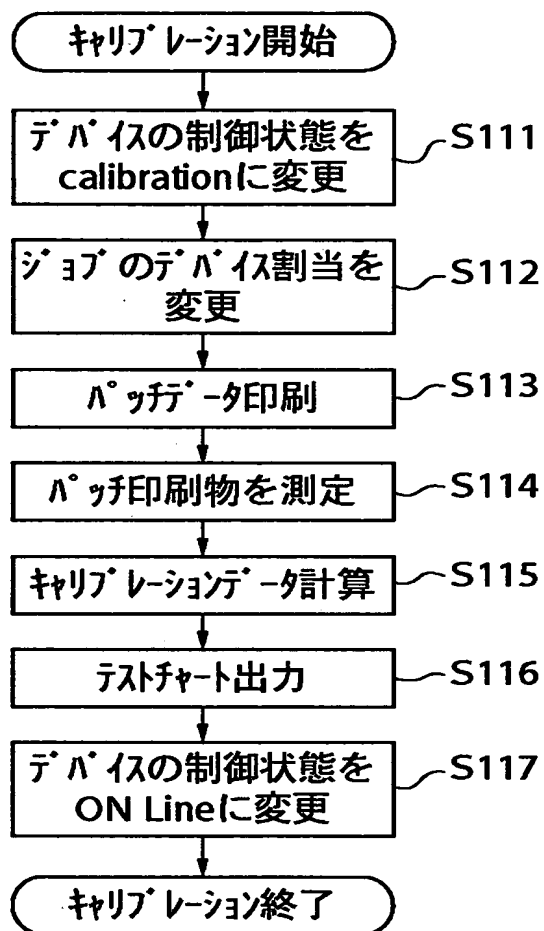 ｷｬﾘﾌﾞﾚｰｼｮﾝ開始
ﾃﾞﾊﾞｲｽの制御状態を
calibrationに変更
S111
ｼﾞｮﾌﾞのﾃﾞﾊﾞｲｽ割当を
変更
S112
ﾊﾟｯﾁﾃﾞｰﾀ印刷
S113
ﾊﾟｯﾁ印刷物を測定
S114
ｷｬﾘﾌﾞﾚｰｼｮﾝﾃﾞｰﾀ計算
S115
ﾃｽﾄﾁｬｰﾄ出力
S116
ﾃﾞﾊﾞｲｽの制御状態を
ON Lineに変更
S117
ｷｬﾘﾌﾞﾚｰｼｮﾝ終了